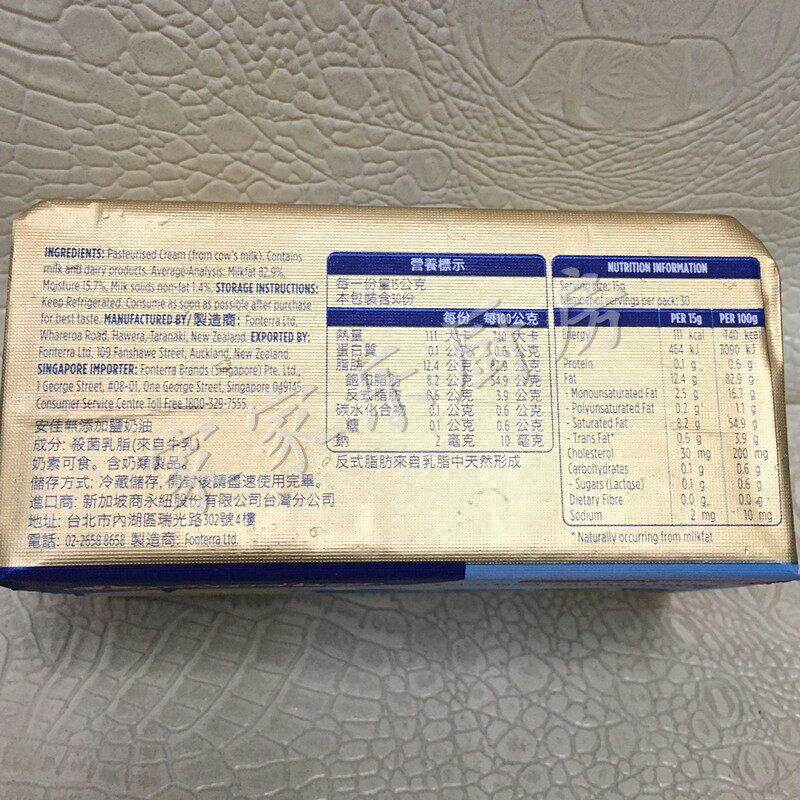 INGREDIENTS: Pasteurised Cream (from cow's milk). Contains
milk and dairy products. Average Analysis: Milkfat 82.9%,
Moisture 15.7%, Milk solids non-fat 1.4%. STORAGE INSTRUCTIONS:
Keep Refrigerated. Consume as soon as possible after purchase
for best taste. MANUFACTURED BY/製造商: Fonterra Ltd,
Whareroa Road, Hawera, Taranaki, New Zealand. EXPORTED BY:
Fonterra Ltd, 109 Fanshawe Street, Auckland, New Zealand.
SINGAPORE IMPORTER: Fonterra Brands (Singapore) Pte. Ltd.,
1 George Street, #08-01, One George Street, Singapore 049145.
Consumer Service Centre Toll Free 1800-329-7555.
安佳無添加鹽奶油
成分: 殺菌乳脂(來自牛乳)
奶素可食。含奶類製品。
儲存方式: 冷藏儲存, 開封後請盡速使用完畢。
進口商: 新加坡商永紐股份有限公司台灣分公司
地址: 台北市內湖區瑞光路302號4樓
電話: 02-2658 8658 製造商: Fonterra Ltd.
營養標示
每一份量15公克
本包裝含30份
每份 每100公克
熱量 111 大卡 740 大卡
蛋白質 0.1 公克 0.6 公克
脂肪 12.4 公克 82.9 公克
飽和脂肪 8.2 公克 54.9 公克
反式脂肪 0.6 公克 3.9 公克
碳水化合物 0.1 公克 0.6 公克
糖 0.1 公克 0.6 公克
鈉 2 毫克 10 毫克
反式脂肪來自乳脂中天然形成
NUTRITION INFORMATION
Serving size: 15g
Number of servings per pack: 30
PER 15g PER 100g
Energy 111 kcal 740 kcal
464 kJ 3090 kJ
Protein 0.1 g 0.6 g
Fat 12.4 g 82.9 g
- Monounsaturated Fat 2.5 g 16.7 g
- Polyunsaturated Fat 0.2 g 1.1 g
- Saturated Fat 8.2 g 54.9 g
- Trans Fat* 0.6 g 3.9 g
Cholesterol 30 mg 200 mg
Carbohydrates 0.1 g 0.6 g
- Sugars (Lactose) 0.1 g 0.6 g
Dietary Fibre 0.0 g 0.0 g
Sodium 2 mg 10 mg
* Naturally occurring from milkfat